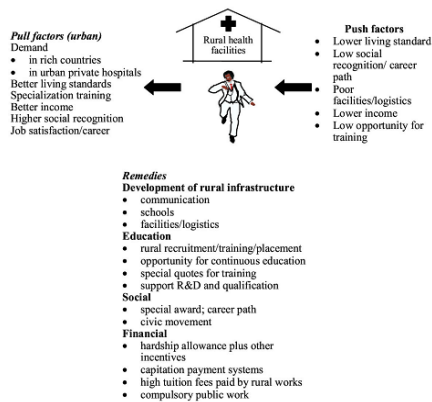 Pull factors (urban)
Demand
• in rich countries
• in urban private hospitals
Better living standards
Specialization training
Better income
Higher social recognition
Job satisfaction/career
Rural health
facilities
Push factors
• Lower living standard
• Low social
recognition/ career
path
• Poor
facilities/logistics
• Lower income
• Low opportunity for
training
Remedies
Development of rural infrastructure
• communication
• schools
• facilities/logistics
Education
• rural recruitment/training/placement
• opportunity for continuous education
• special quotes for training
• support R&D and qualification
Social
• special award; career path
• civic movement
Financial
• hardship allowance plus other
incentives
• capitation payment systems
• high tuition fees paid by rural works
• compulsory public work